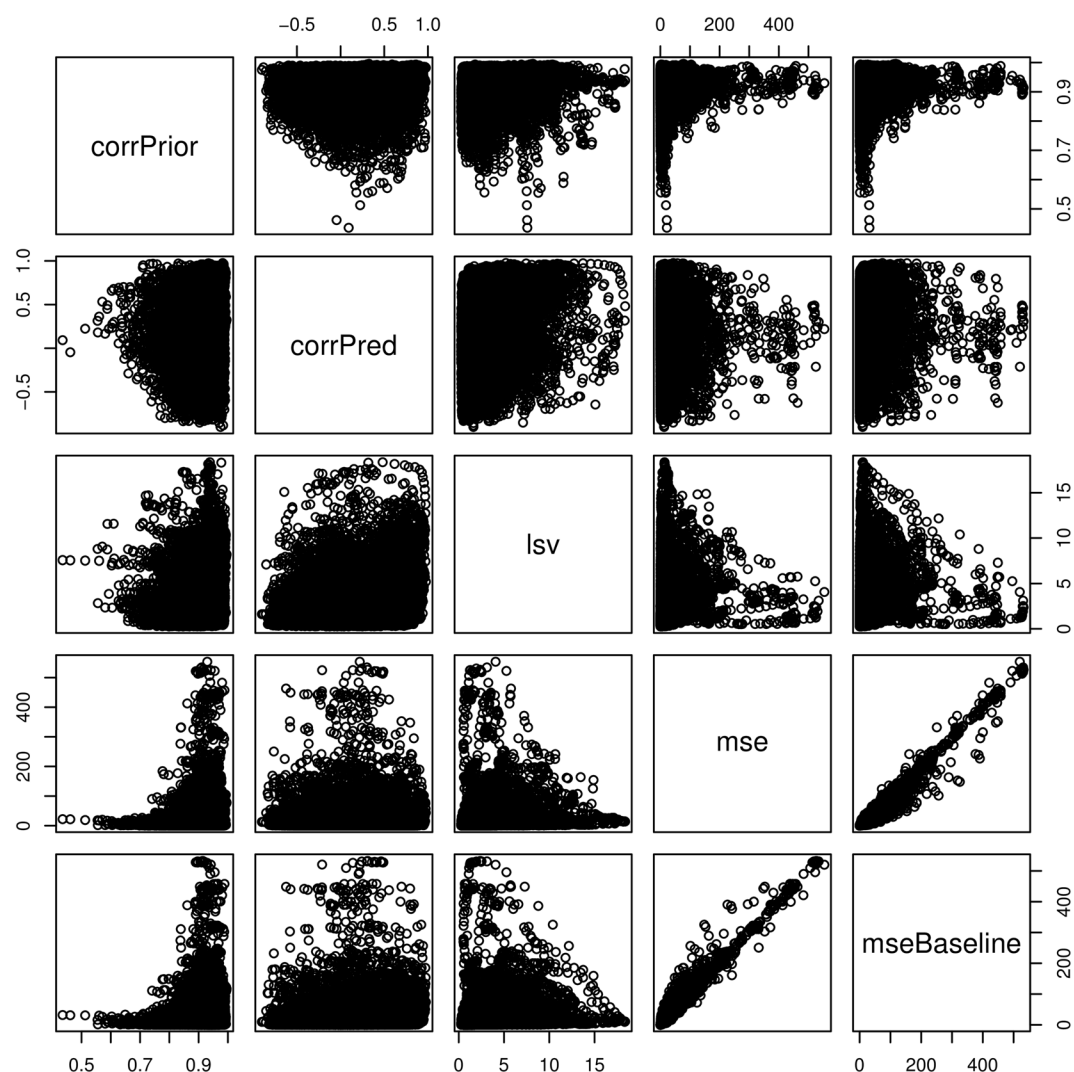 −0.5 0.5 1.0 0 200 400
corrPrior 0.5 0.7 0.9
−0.5 0.5 1.0 corrPred
lsv 0 5 10 15
0 200 400 mse
mseBaseline 0 200 400
0.5 0.7 0.9 0 5 10 15 0 200 400